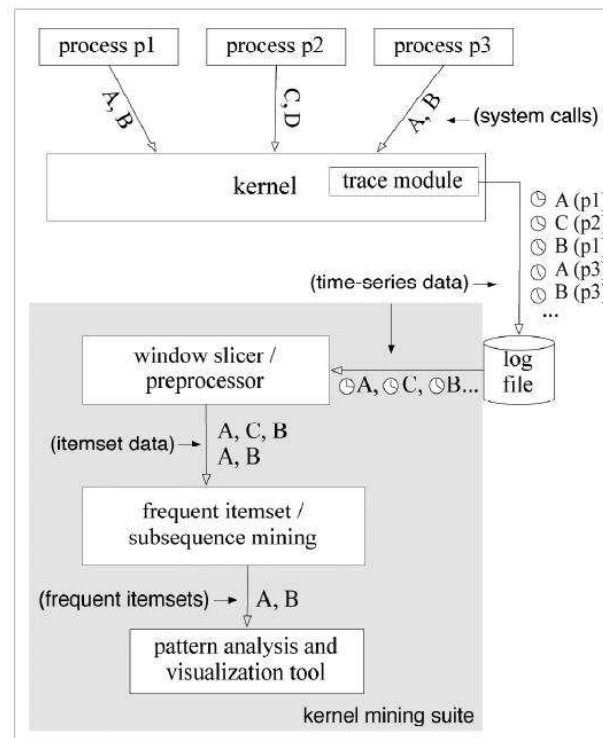 process p1
process p2
process p3
A, B
C, D
A, B
(system calls)
kernel
trace module
A (p1)
C (p2)
B (p1)
A (p3)
B (p3)
...
(time-series data)
log
file
A, C, B...
window slicer /
preprocessor
(itemset data)
A, C, B
A, B
frequent itemset /
subsequence mining
(frequent itemsets)
A, B
pattern analysis and
visualization tool
kernel mining suite